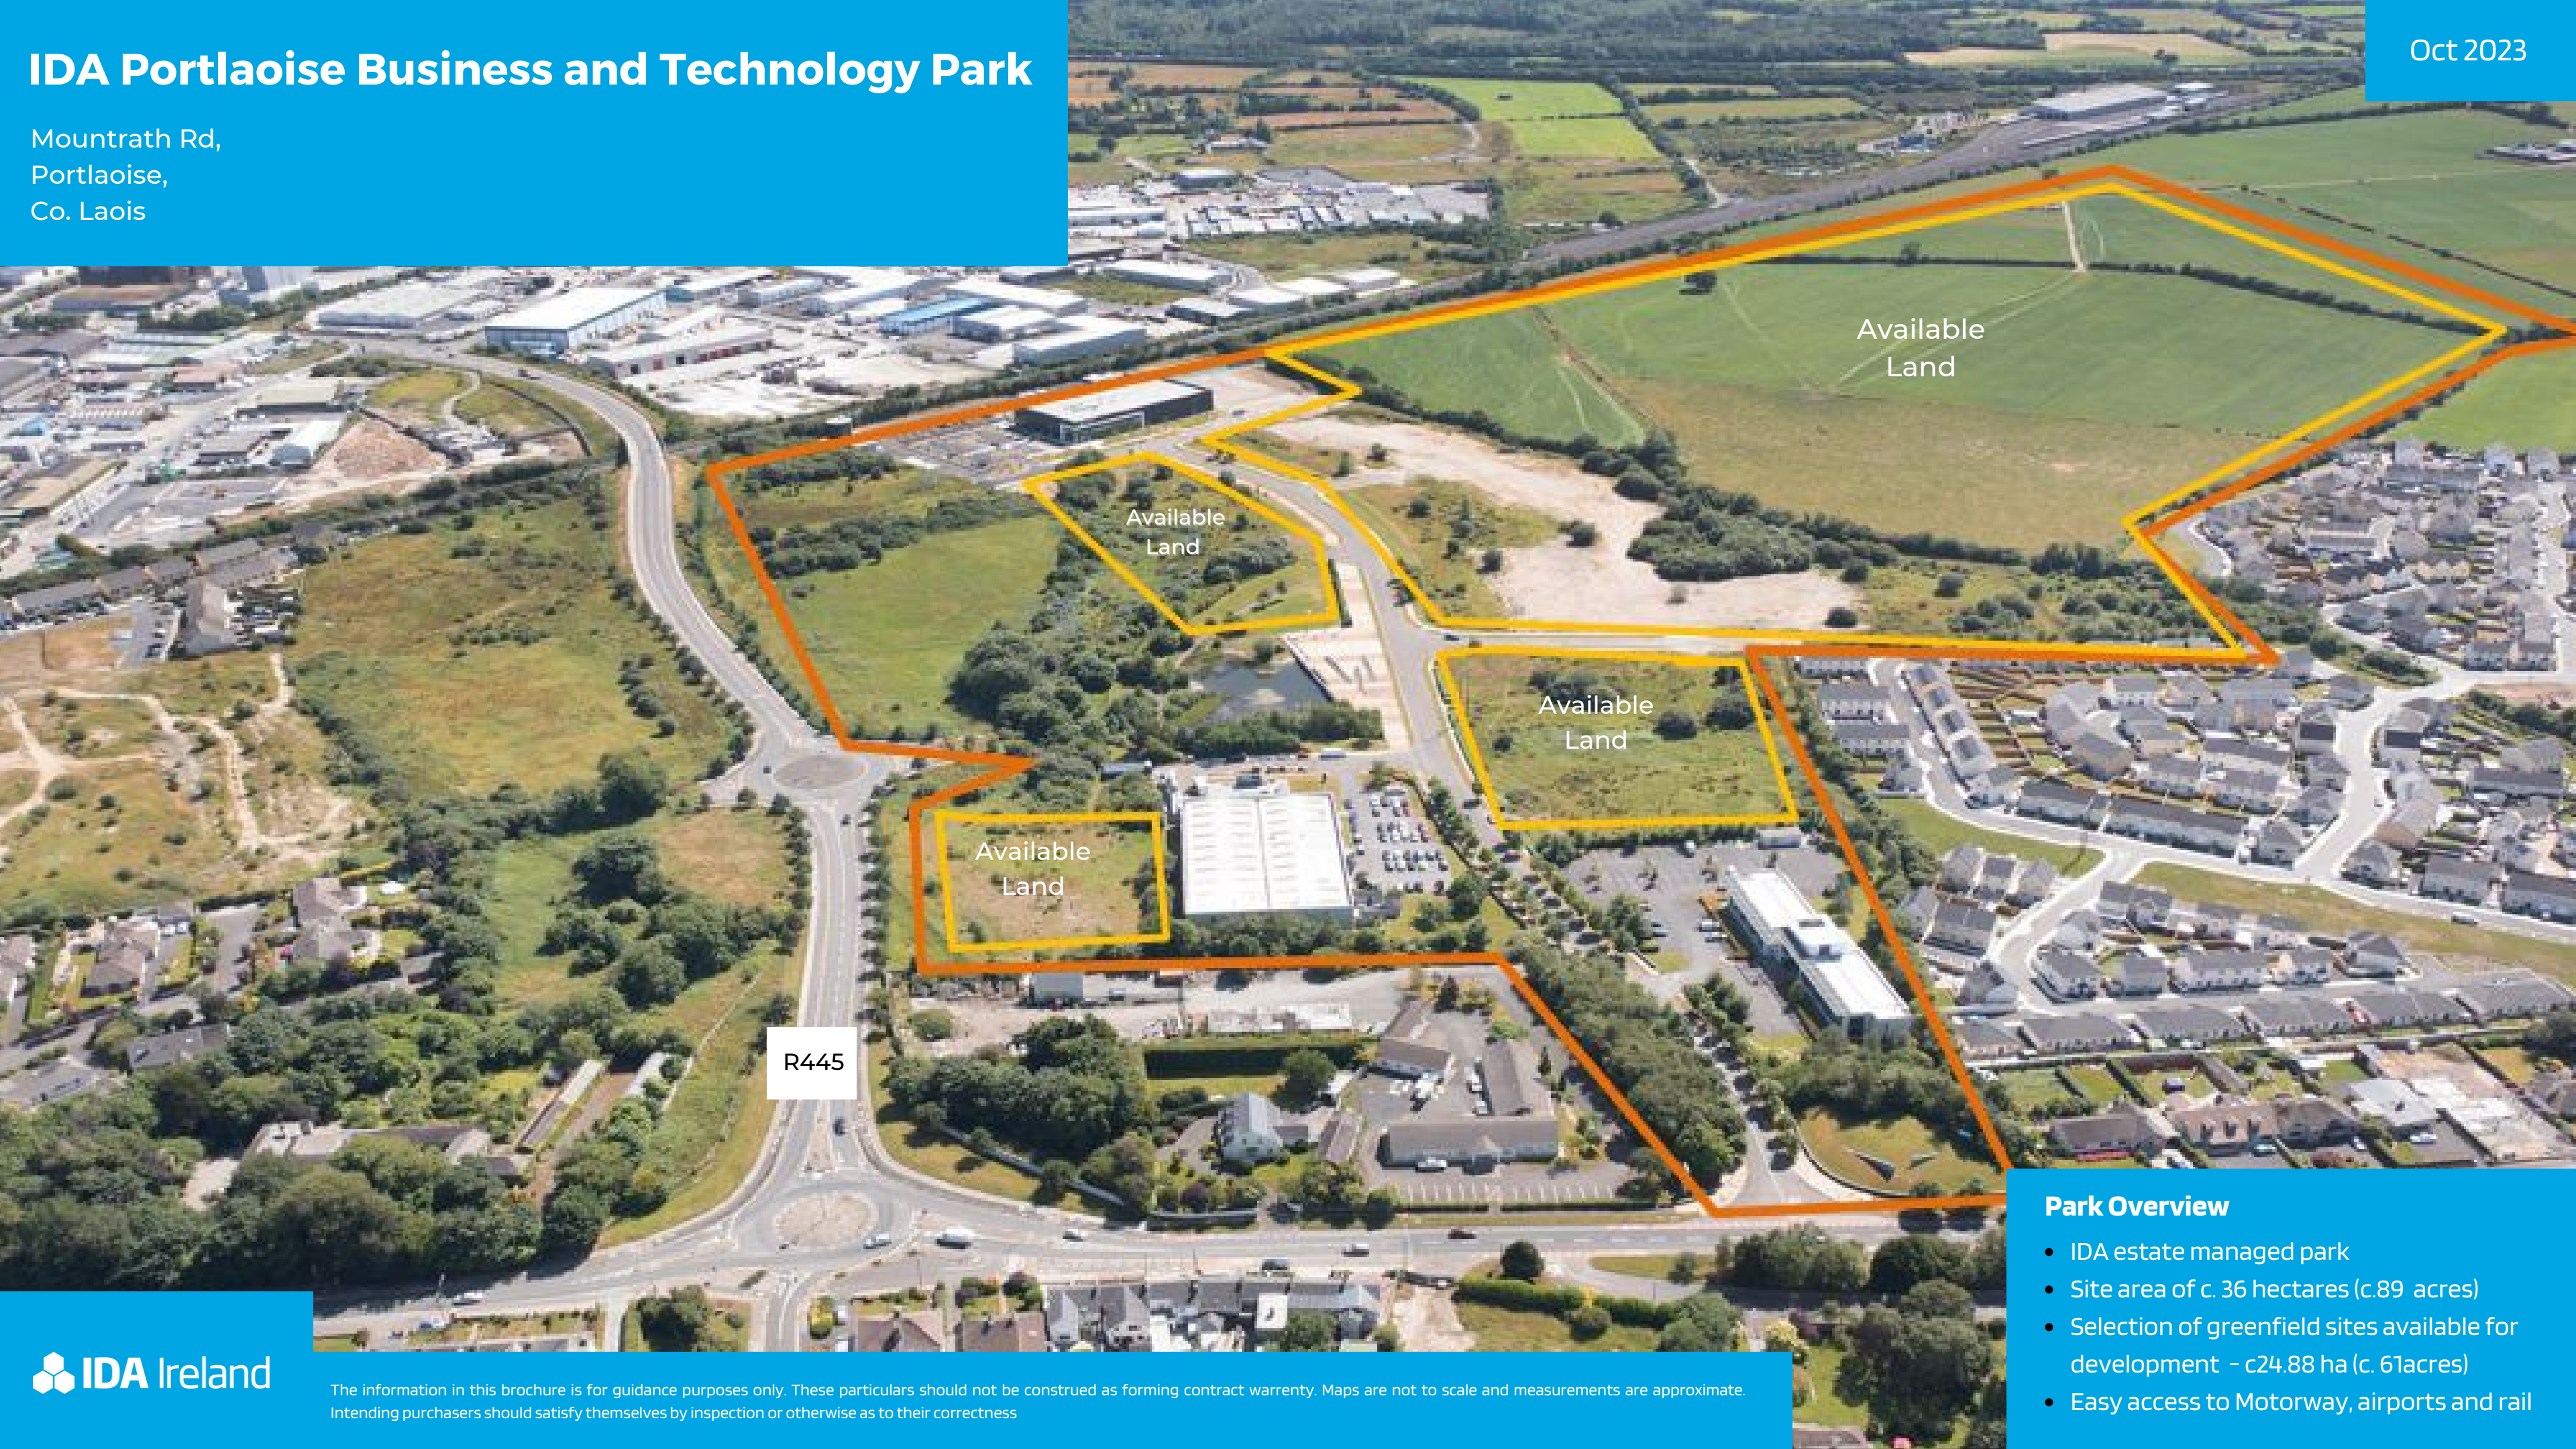 IDA Portlaoise Business and Technology Park
Mountrath Rd,
Portlaoise,
Co. Laois
Oct 2023
Available
Land
Available
Land
Available
Land
Available
Land
R445
Park Overview
• IDA estate managed park
• Site area of c. 36 hectares (c.89 acres)
• Selection of greenfield sites available for
development - c24.88 ha (c. 61acres)
• Easy access to Motorway, airports and rail
IDA Ireland
The information in this brochure is for guidance purposes only. These particulars should not be construed as forming contract warrenty. Maps are not to scale and measurements are approximate.
Intending purchasers should satisfy themselves by inspection or otherwise as to their correctness